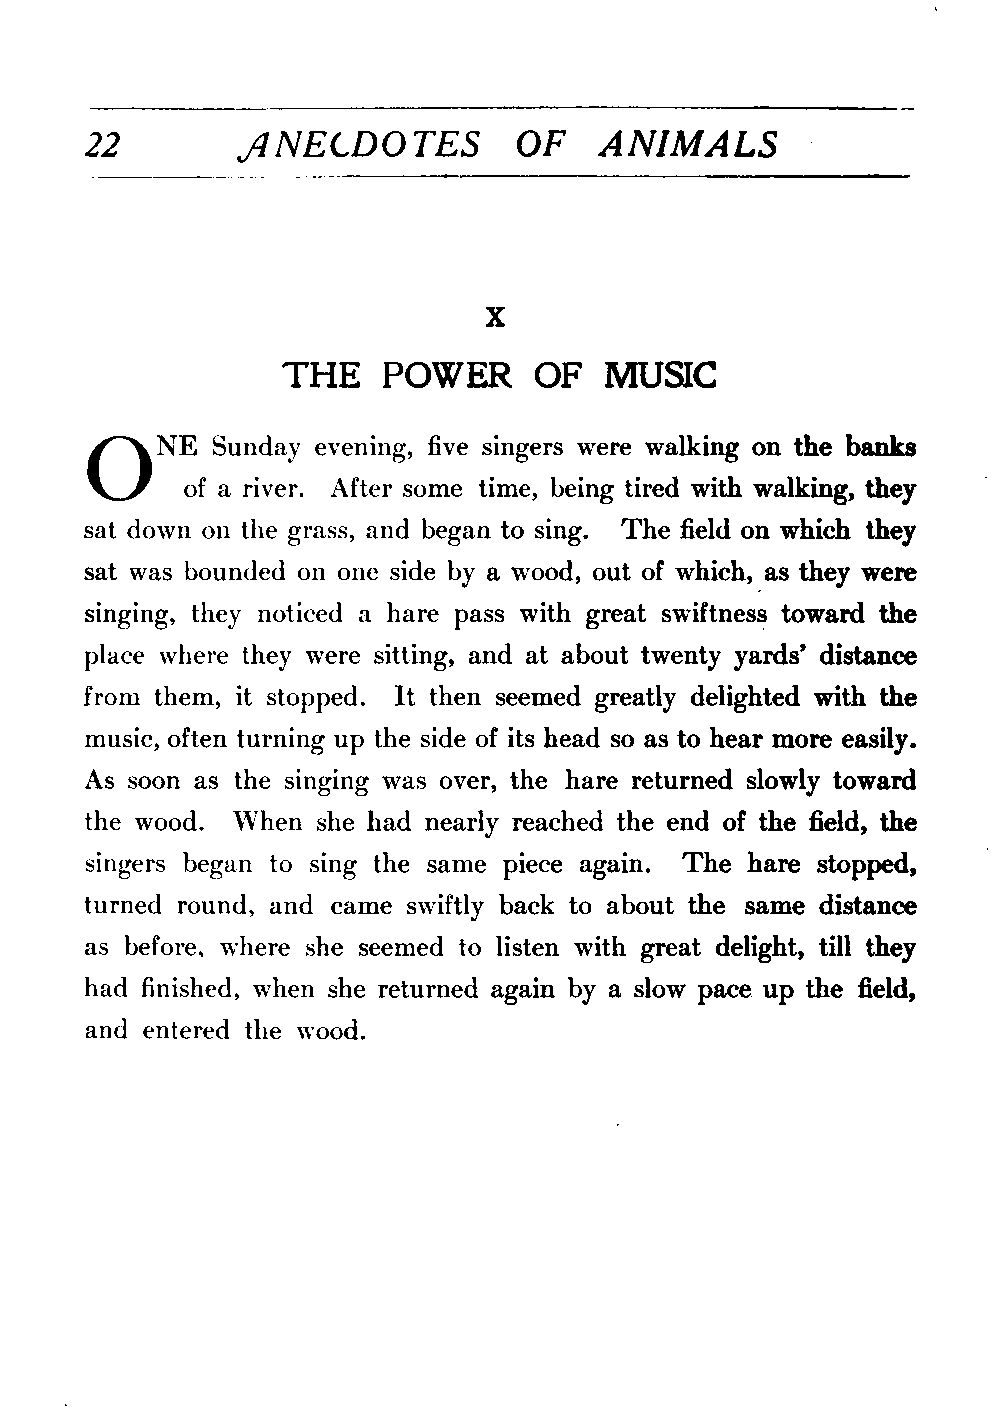 22 ANECDOTES OF ANIMALS
X
THE POWER OF MUSIC
ONE Sunday evening, five singers were walking on the banks
of a river. After some time, being tired with walking, they
sat down on the grass, and began to sing. The field on which they
sat was bounded on one side by a wood, out of which, as they were
singing, they noticed a hare pass with great swiftness toward the
place where they were sitting, and at about twenty yards' distance
from them, it stopped. It then seemed greatly delighted with the
music, often turning up the side of its head so as to hear more easily.
As soon as the singing was over, the hare returned slowly toward
the wood. When she had nearly reached the end of the field, the
singers began to sing the same piece again. The hare stopped,
turned round, and came swiftly back to about the same distance
as before, where she seemed to listen with great delight, till they
had finished, when she returned again by a slow pace up the field,
and entered the wood.